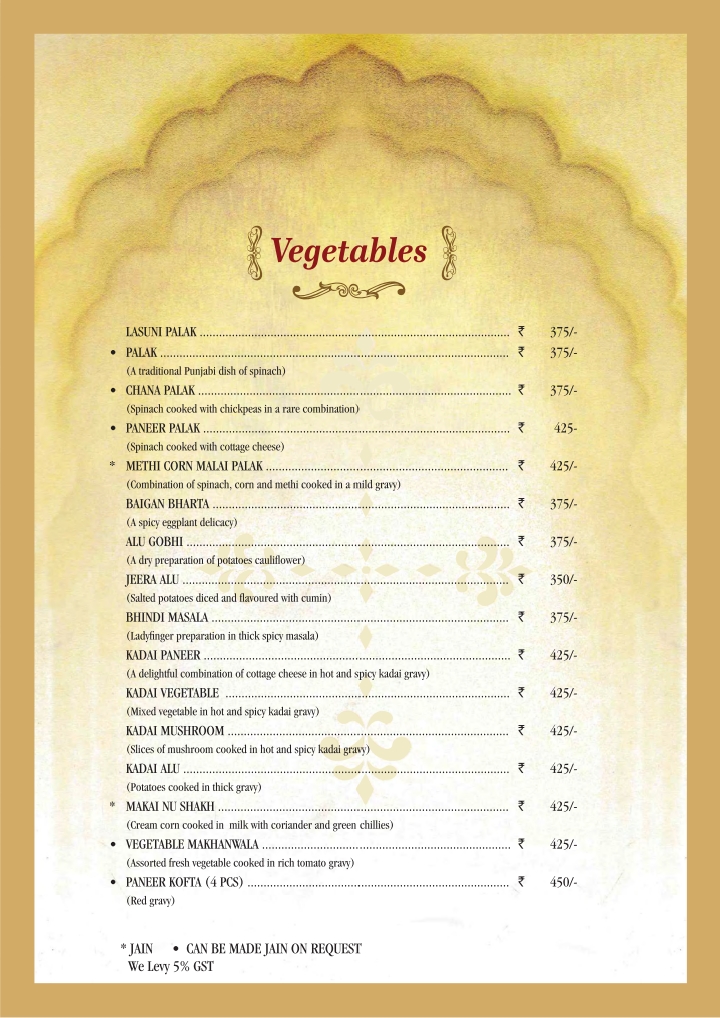 Vegetables
LASUNI PALAK ₹ 375/-
• PALAK ₹ 375/-
(A traditional Punjabi dish of spinach)
• CHANA PALAK ₹ 375/-
(Spinach cooked with chickpeas in a rare combination)
• PANEER PALAK ₹ 425-
(Spinach cooked with cottage cheese)
* METHI CORN MALAI PALAK ₹ 425/-
(Combination of spinach, corn and methi cooked in a mild gravy)
BAIGAN BHARTA ₹ 375/-
(A spicy eggplant delicacy)
ALU GOBHI ₹ 375/-
(A dry preparation of potatoes cauliflower)
JEERA ALU ₹ 350/-
(Salted potatoes diced and flavoured with cumin)
BHINDI MASALA ₹ 375/-
(Ladyfinger preparation in thick spicy masala)
KADAI PANEER ₹ 425/-
(A delightful combination of cottage cheese in hot and spicy kadai gravy)
KADAI VEGETABLE ₹ 425/-
(Mixed vegetable in hot and spicy kadai gravy)
KADAI MUSHROOM ₹ 425/-
(Slices of mushroom cooked in hot and spicy kadai gravy)
KADAI ALU ₹ 425/-
(Potatoes cooked in thick gravy)
* MAKAI NU SHAKH ₹ 425/-
(Cream corn cooked in milk with coriander and green chillies)
• VEGETABLE MAKHANWALA ₹ 425/-
(Assorted fresh vegetable cooked in rich tomato gravy)
• PANEER KOFTA (4 PCS) ₹ 450/-
(Red gravy)
* JAIN • CAN BE MADE JAIN ON REQUEST
We Levy 5% GST